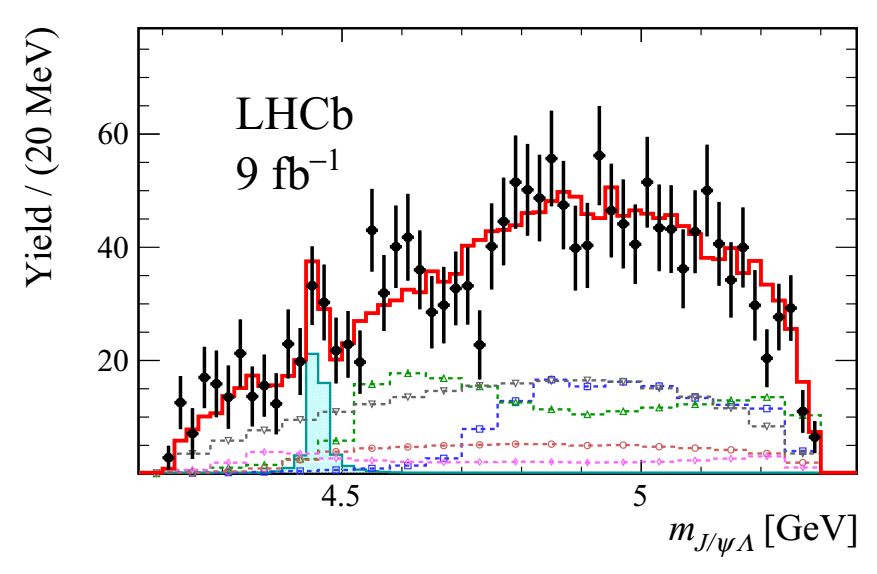 Yield / (20 MeV)
LHCb
9 fb⁻¹
60
40
20
4.5
5
m_{J/ψΛ} [GeV]